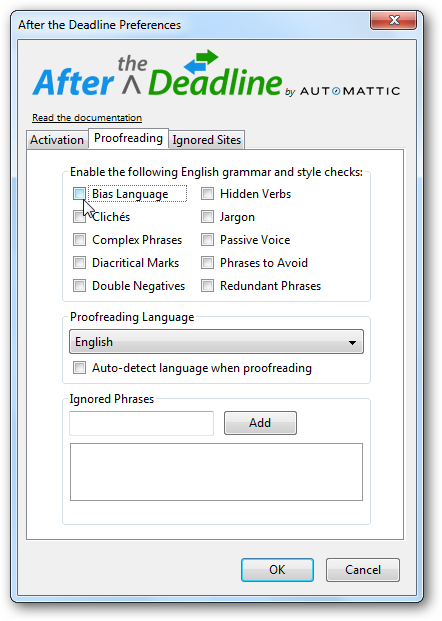 After the Deadline Preferences
After the Deadline by AUTOMATTIC
Read the documentation
Activation Proofreading Ignored Sites
Enable the following English grammar and style checks:
Bias Language Hidden Verbs
Clichés Jargon
Complex Phrases Passive Voice
Diacritical Marks Phrases to Avoid
Double Negatives Redundant Phrases
Proofreading Language
English
Auto-detect language when proofreading
Ignored Phrases
Add
OK Cancel